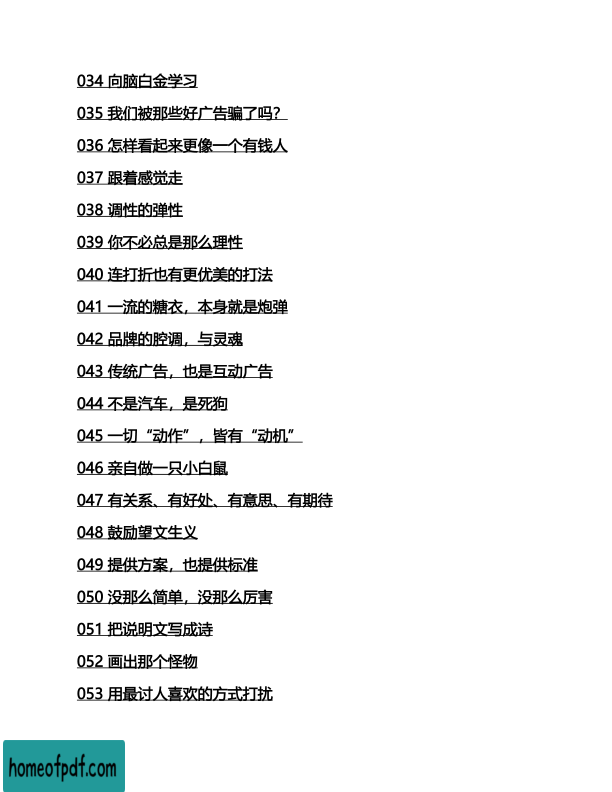 034 向脑白金学习
035 我们被那些好广告骗了吗？
036 怎样看起来更像一个有钱人
037 跟着感觉走
038 调性的弹性
039 你不必总是那么理性
040 连打折也有更优美的打法
041 一流的糖衣，本身就是炮弹
042 品牌的腔调，与灵魂
043 传统广告，也是互动广告
044 不是汽车，是死狗
045 一切“动作”，皆有“动机”
046 亲自做一只小白鼠
047 有关系、有好处、有意思、有期待
048 鼓励望文生义
049 提供方案，也提供标准
050 没那么简单，没那么厉害
051 把说明文写成诗
052 画出那个怪物
053 用最讨人喜欢的方式打扰
homeofpdf.com